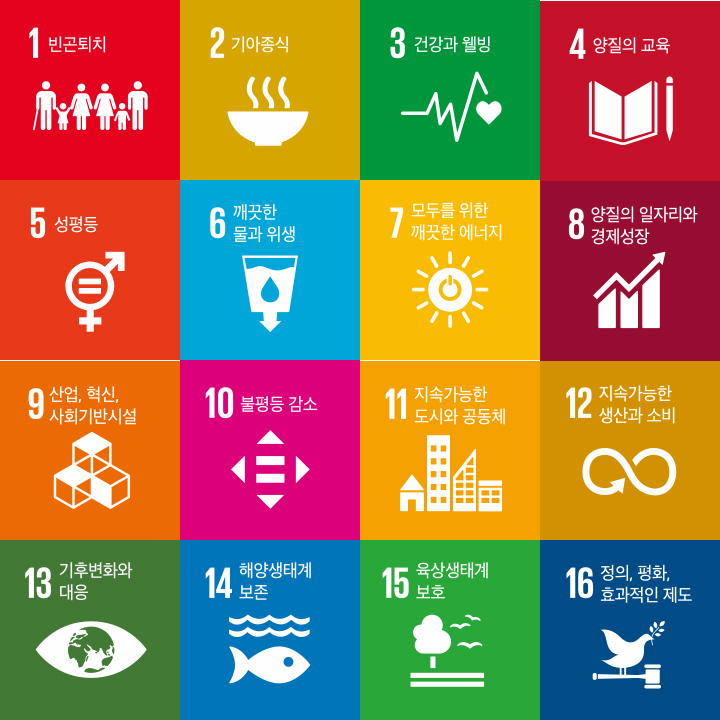 1 빈곤퇴치
2 기아종식
3 건강과 웰빙
4 양질의 교육
5 성평등
6 깨끗한
물과 위생
7 모두를 위한
깨끗한 에너지
8 양질의 일자리와
경제성장
9 산업, 혁신,
사회기반시설
10 불평등 감소
11 지속가능한
도시와 공동체
12 지속가능한
생산과 소비
13 기후변화와
대응
14 해양생태계
보존
15 육상생태계
보호
16 정의, 평화,
효과적인 제도